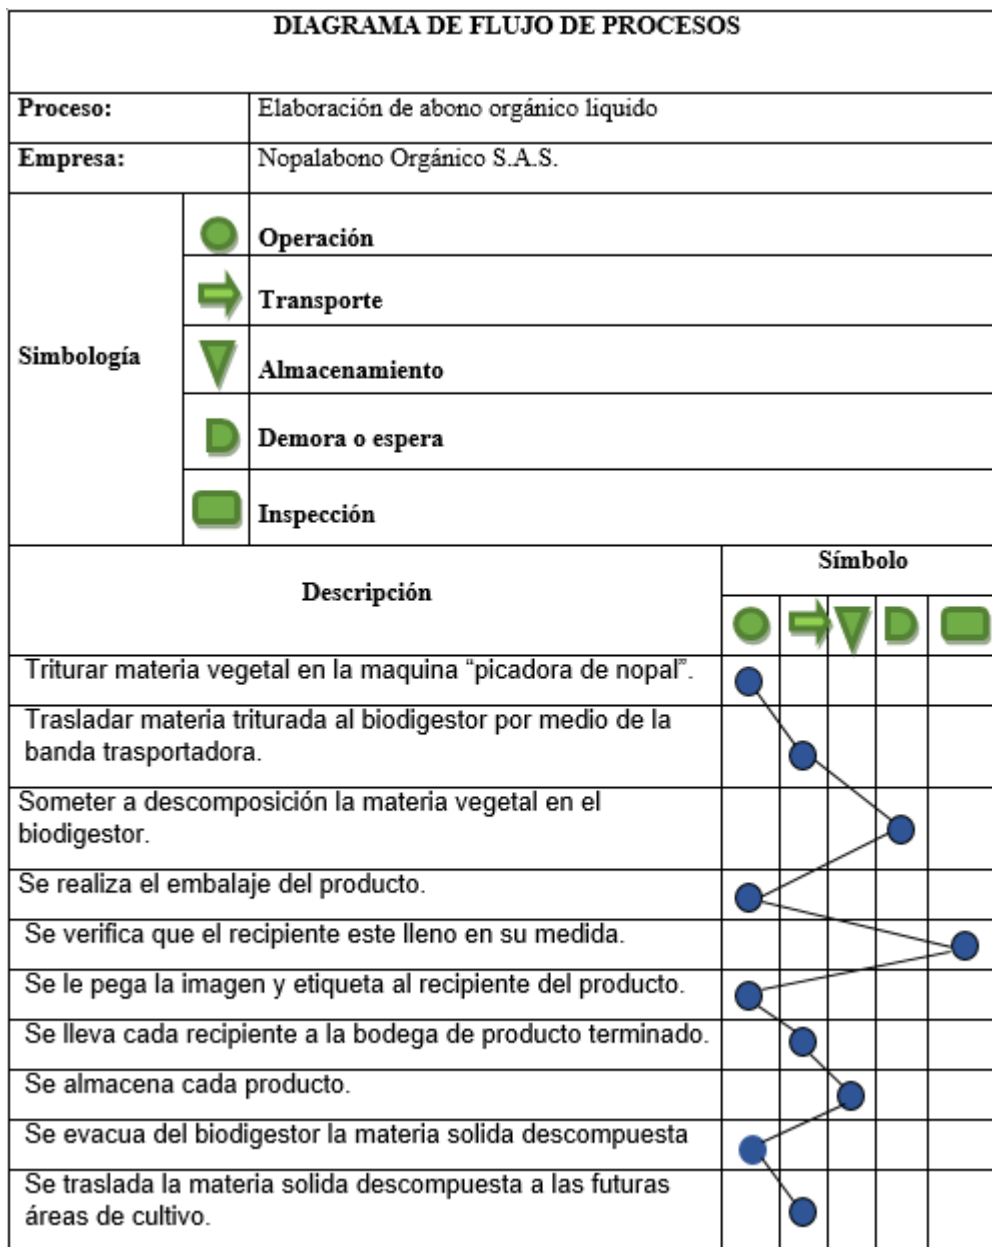 DIAGRAMA DE FLUJO DE PROCESOS
Proceso: Elaboración de abono orgánico liquido
Empresa: Nopalabono Orgánico S.A.S.
Simbología
Operación
Transporte
Almacenamiento
Demora o espera
Inspección
Descripción
Símbolo
Triturar materia vegetal en la maquina “picadora de nopal”.
Trasladar materia triturada al biodigestor por medio de la
banda trasportadora.
Someter a descomposición la materia vegetal en el
biodigestor.
Se realiza el embalaje del producto.
Se verifica que el recipiente este lleno en su medida.
Se le pega la imagen y etiqueta al recipiente del producto.
Se lleva cada recipiente a la bodega de producto terminado.
Se almacena cada producto.
Se evacua del biodigestor la materia solida descompuesta
Se traslada la materia solida descompuesta a las futuras
áreas de cultivo.